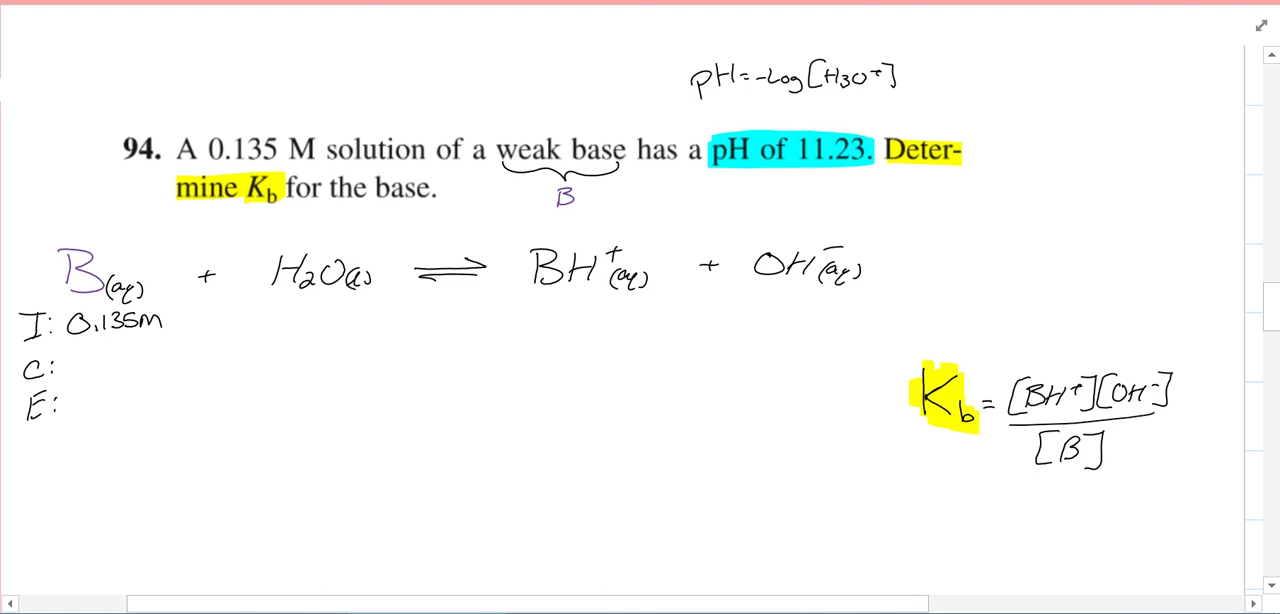 pH = -Log[H3O+]
94. A 0.135 M solution of a weak base has a pH of 11.23. Deter-
mine Kb for the base.
B
B(aq) + H2O(l) ⇌ BH+(aq) + OH-(aq)
I: 0.135M
C:
E:
Kb = [BH+][OH-]
[B]